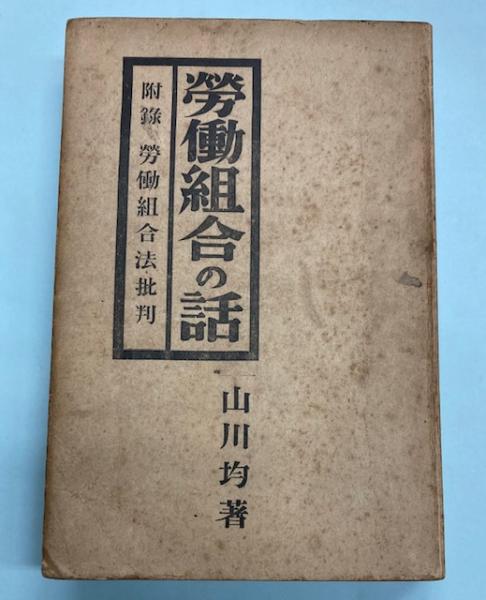 勞働組合の話
附錄 勞働組合法批判
山川均著